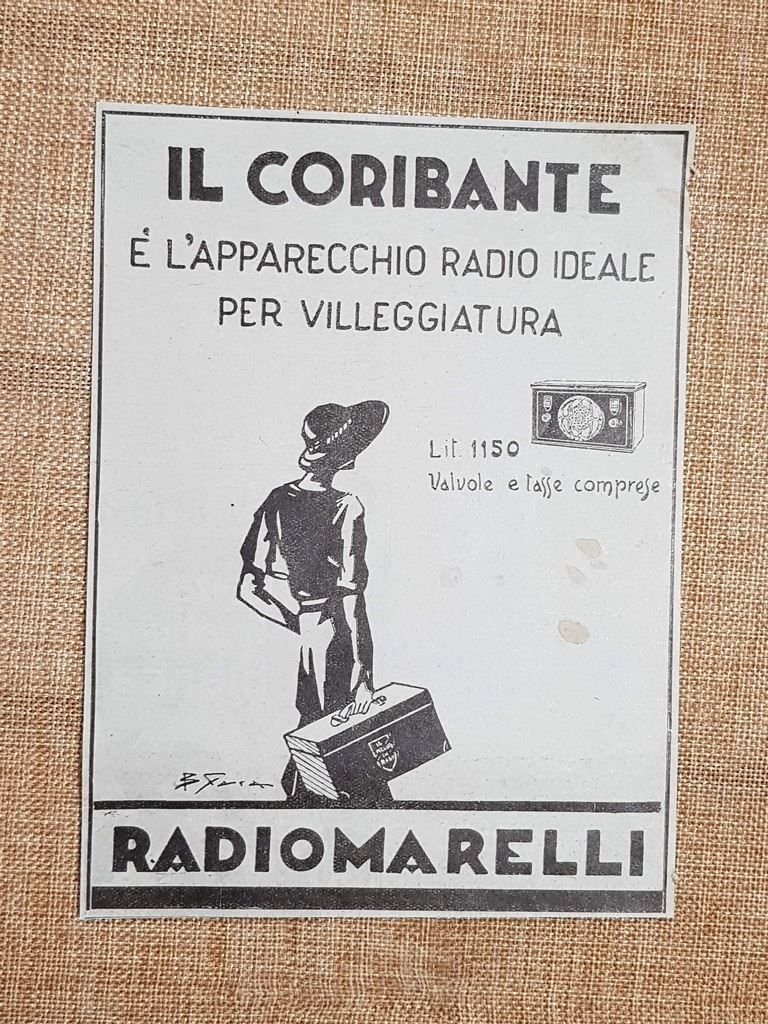 IL CORIBANTE
È L'APPARECCHIO RADIO IDEALE
PER VILLEGGIATURA
Lit. 1150
Valvole e tasse comprese
RADIOMARELLI